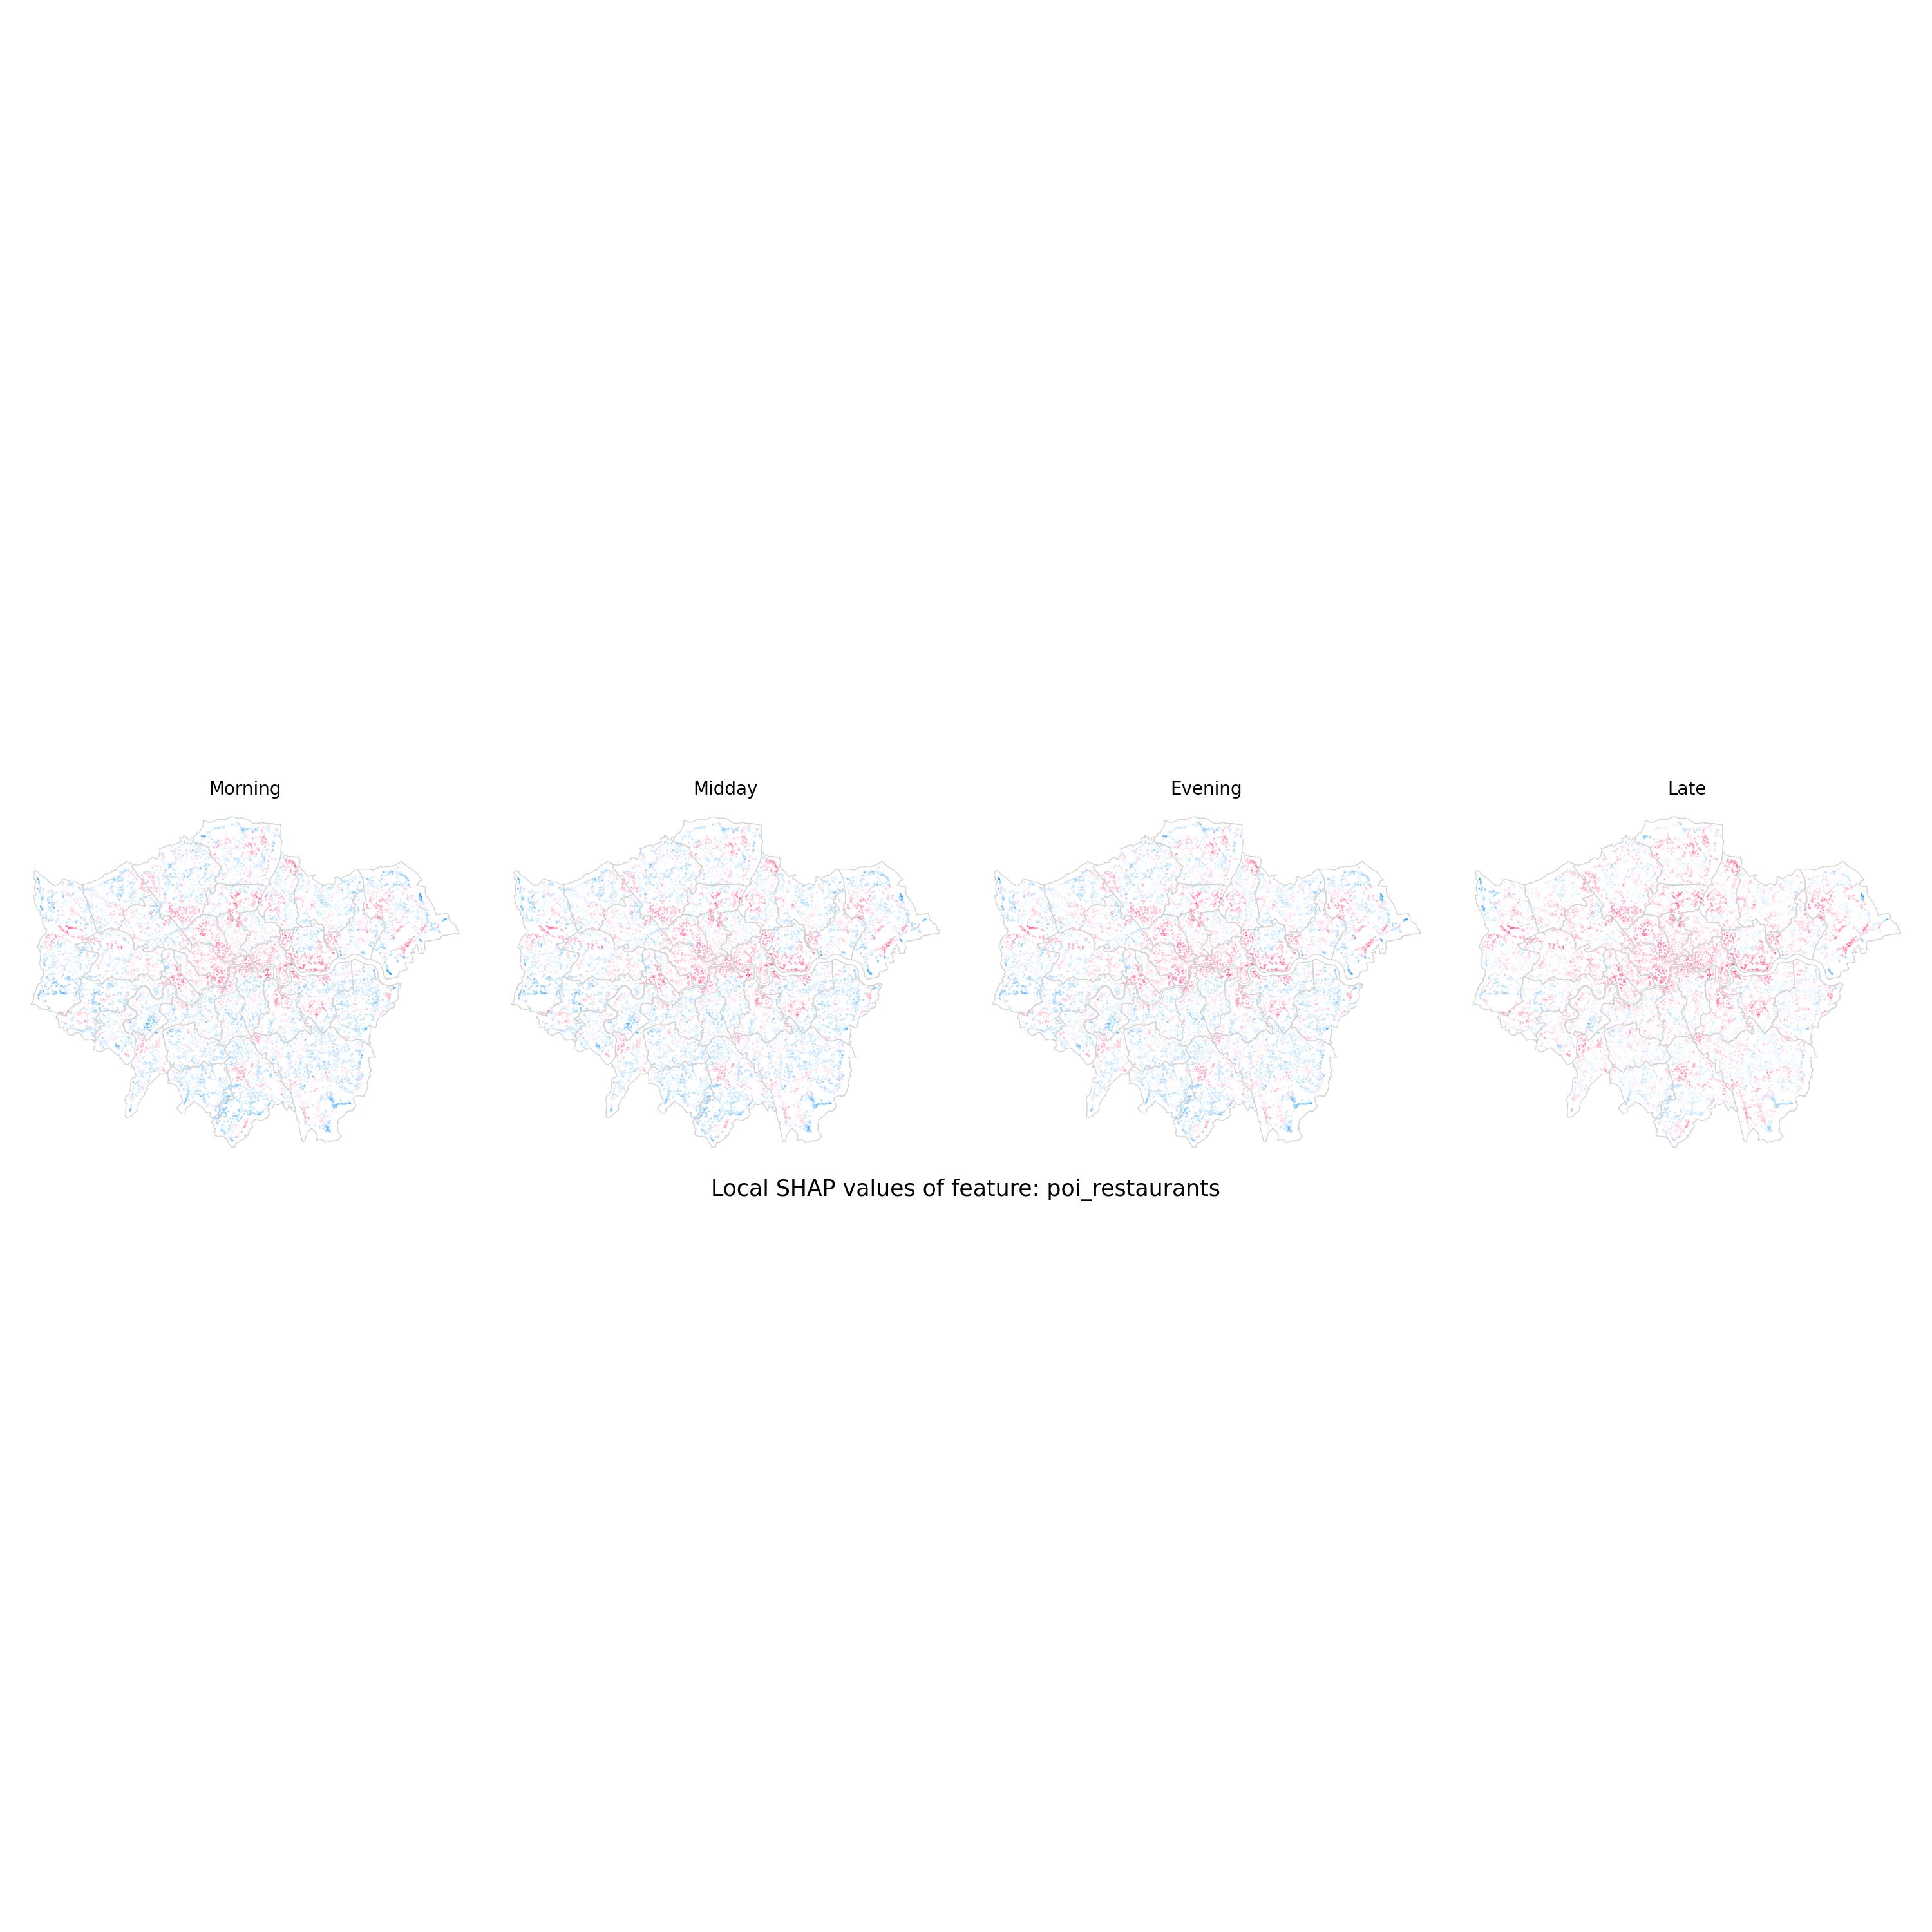 Morning
Midday
Evening
Late
Local SHAP values of feature: poi_restaurants